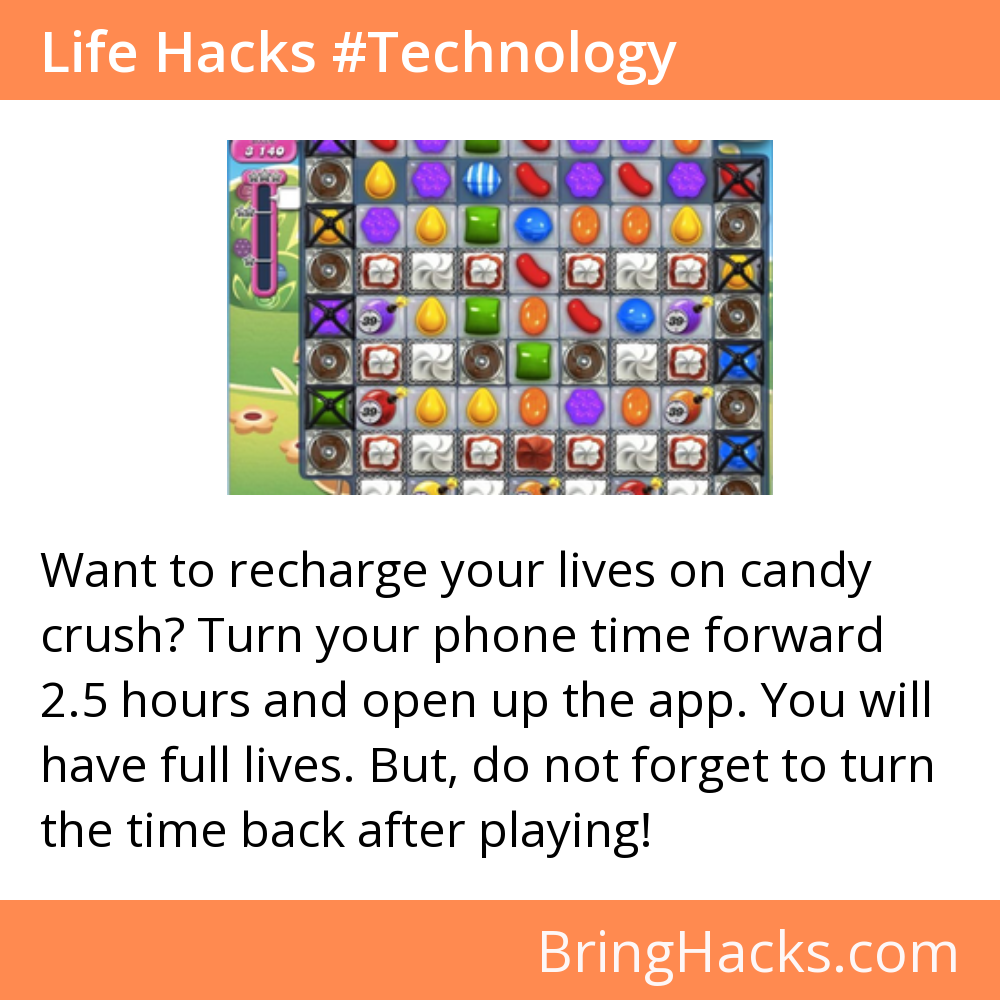 Life Hacks #Technology
3 140
39
39
39
39
Want to recharge your lives on candy
crush? Turn your phone time forward
2.5 hours and open up the app. You will
have full lives. But, do not forget to turn
the time back after playing!
BringHacks.com